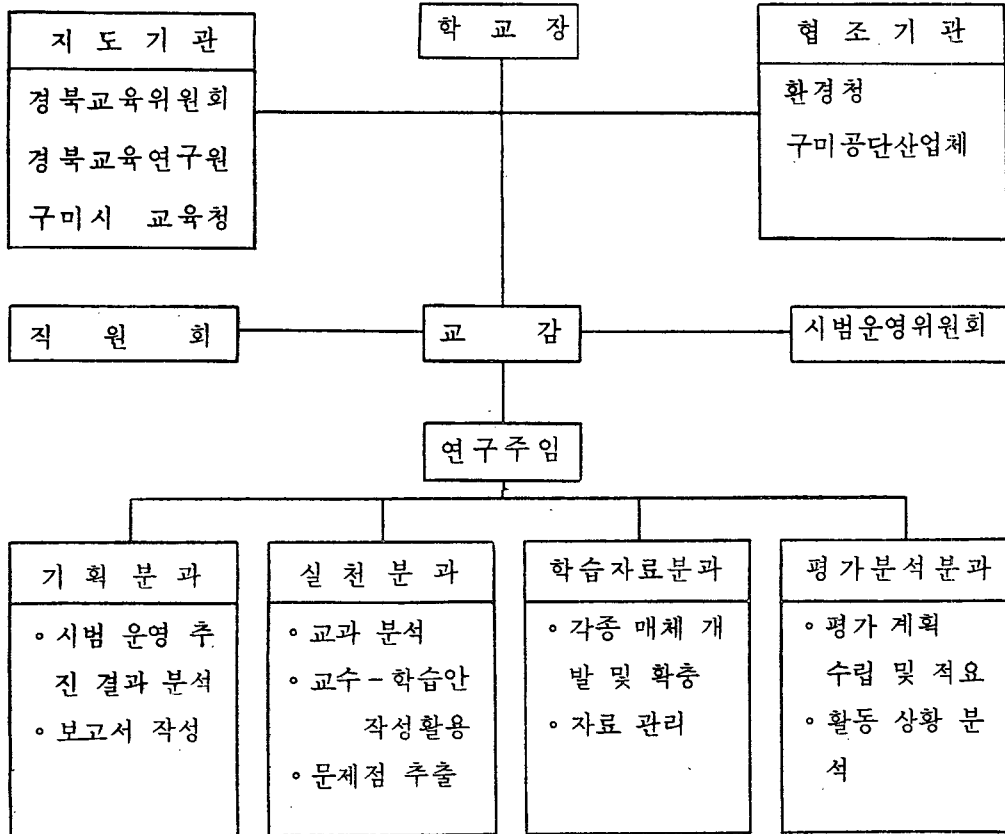 학 교 장
지 도 기 관
경북교육위원회
경북교육연구원
구미시 교육청
협 조 기 관
환경청
구미공단산업체
직 원 회
교 감
시범운영위원회
연구주임
기 획 분 과
∘ 시범 운영 추
진 결과 분석
∘ 보고서 작성
실 천 분 과
∘ 교과 분석
∘ 교수 - 학습안
작성활용
∘ 문제점 추출
학습자료분과
∘ 각종 매체 개
발 및 확충
∘ 자료 관리
평가분석분과
∘ 평가 계획
수립 및 적요
∘ 활동 상황 분
석